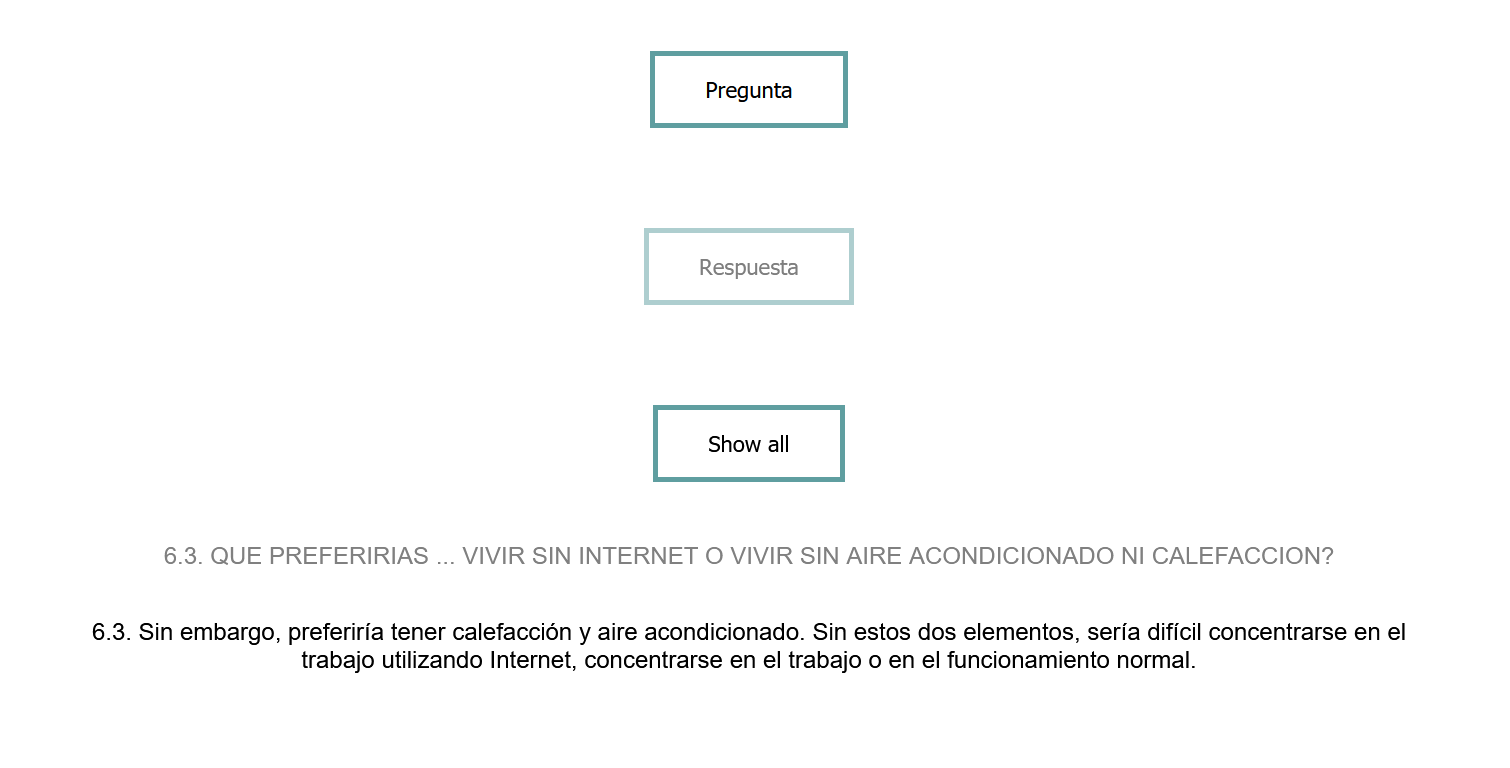 Pregunta
Respuesta
Show all
6.3. QUE PREFERIRIAS ... VIVIR SIN INTERNET O VIVIR SIN AIRE ACONDICIONADO NI CALEFACCION?
6.3. Sin embargo, preferiría tener calefacción y aire acondicionado. Sin estos dos elementos, sería difícil concentrarse en el
trabajo utilizando Internet, concentrarse en el trabajo o en el funcionamiento normal.